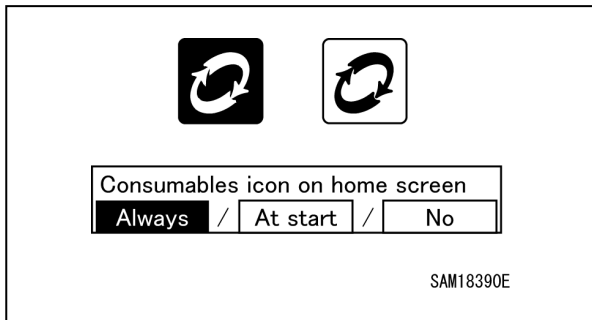 Consumables icon on home screen
Always / At start / No
SAM18390E